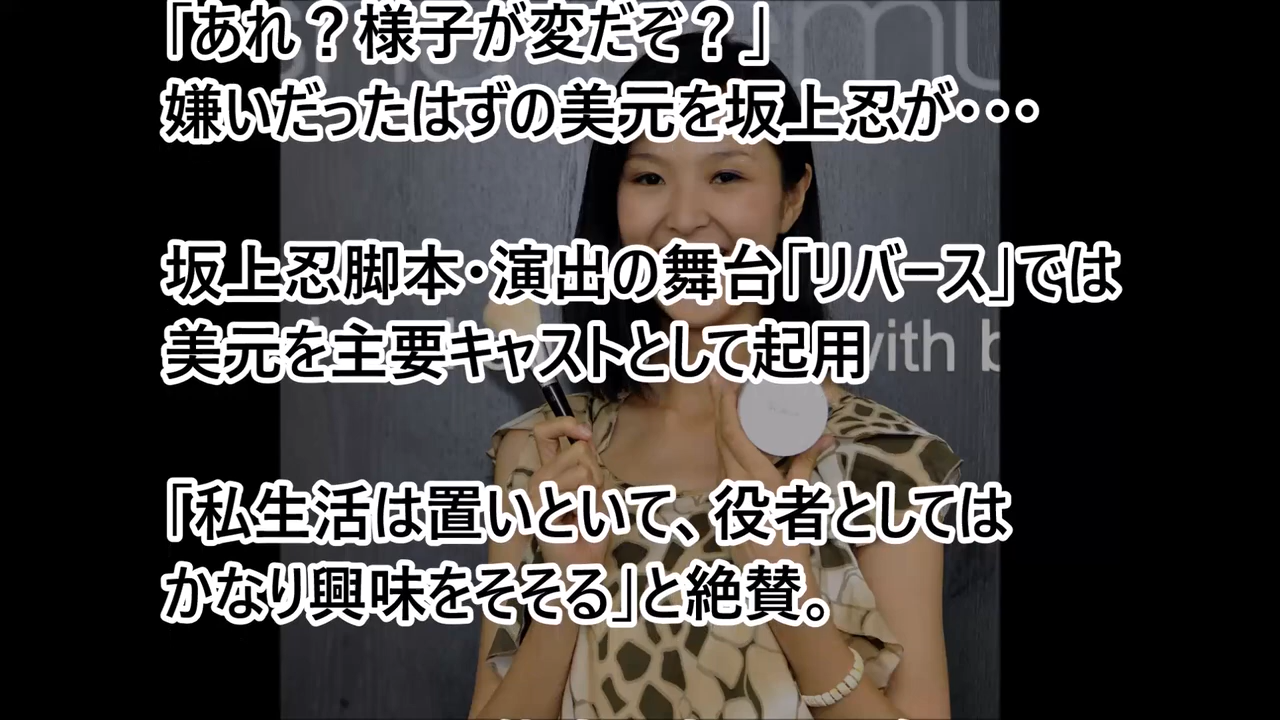 「あれ？様子が変だぞ？」
嫌いだったはずの美元を坂上忍が・・・
坂上忍脚本・演出の舞台「リバース」では
美元を主要キャストとして起用
with b
「私生活は置いといて、役者としては
かなり興味をそそる」と絶賛。